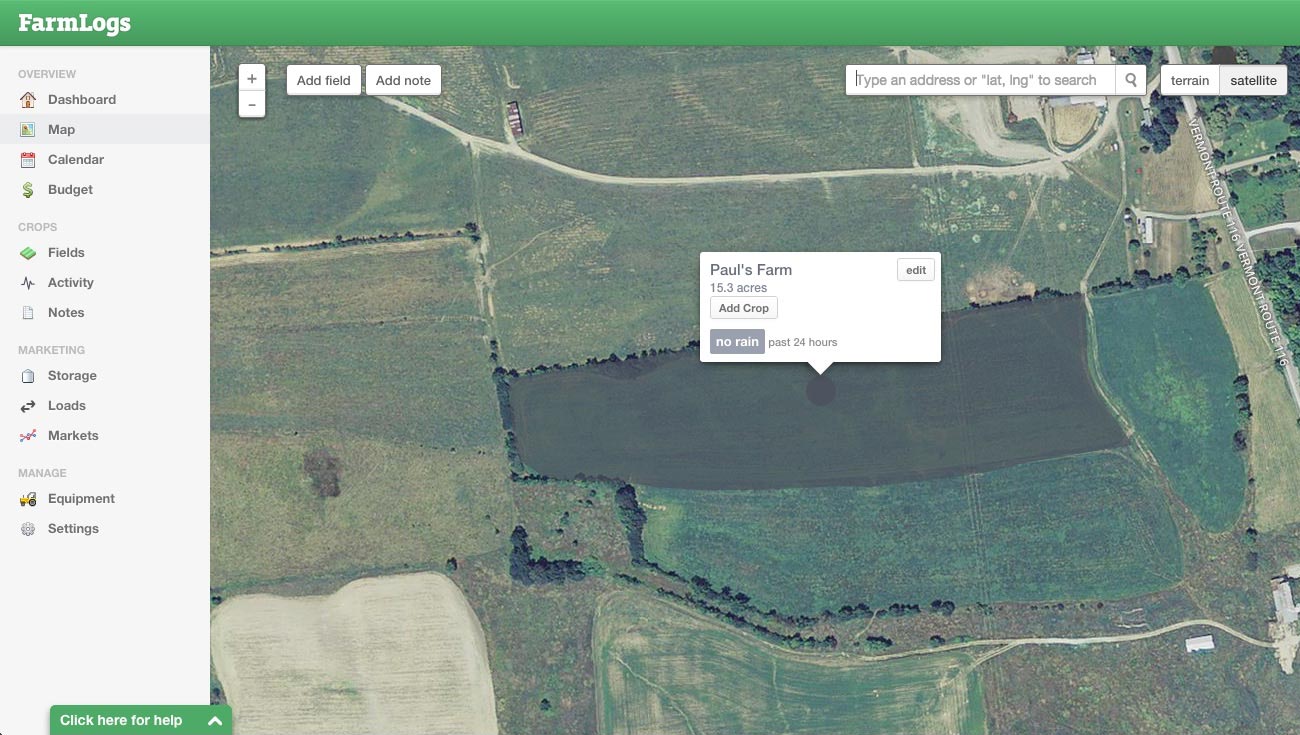 FarmLogs
OVERVIEW
Dashboard
Map
Calendar
Budget
CROPS
Fields
Activity
Notes
MARKETING
Storage
Loads
Markets
MANAGE
Equipment
Settings
Click here for help
+
−
Add field
Add note
Type an address or "lat, lng" to search
terrain
satellite
VERMONT ROUTE 116
VERMONT ROUTE 116
Paul's Farm
edit
15.3 acres
Add Crop
no rain past 24 hours